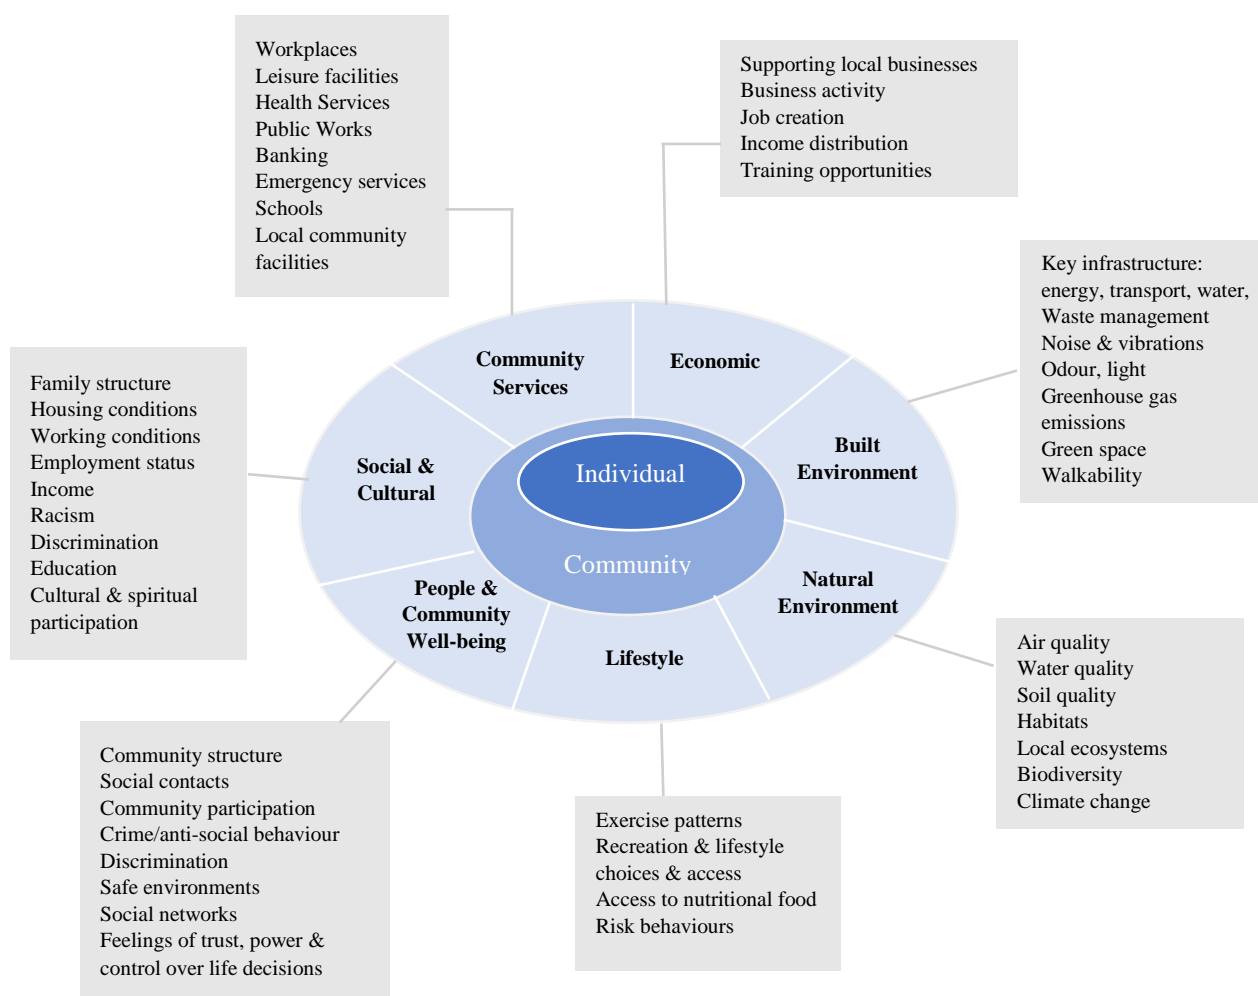 Workplaces
Leisure facilities
Health Services
Public Works
Banking
Emergency services
Schools
Local community
facilities
Supporting local businesses
Business activity
Job creation
Income distribution
Training opportunities
Key infrastructure:
energy, transport, water,
Waste management
Noise & vibrations
Odour, light
Greenhouse gas
emissions
Green space
Walkability
Family structure
Housing conditions
Working conditions
Employment status
Income
Racism
Discrimination
Education
Cultural & spiritual
participation
Community
Services
Economic
Built
Environment
Social &
Cultural
Individual
Community
Natural
Environment
People &
Community
Well-being
Lifestyle
Air quality
Water quality
Soil quality
Habitats
Local ecosystems
Biodiversity
Climate change
Community structure
Social contacts
Community participation
Crime/anti-social behaviour
Discrimination
Safe environments
Social networks
Feelings of trust, power &
control over life decisions
Exercise patterns
Recreation & lifestyle
choices & access
Access to nutritional food
Risk behaviours